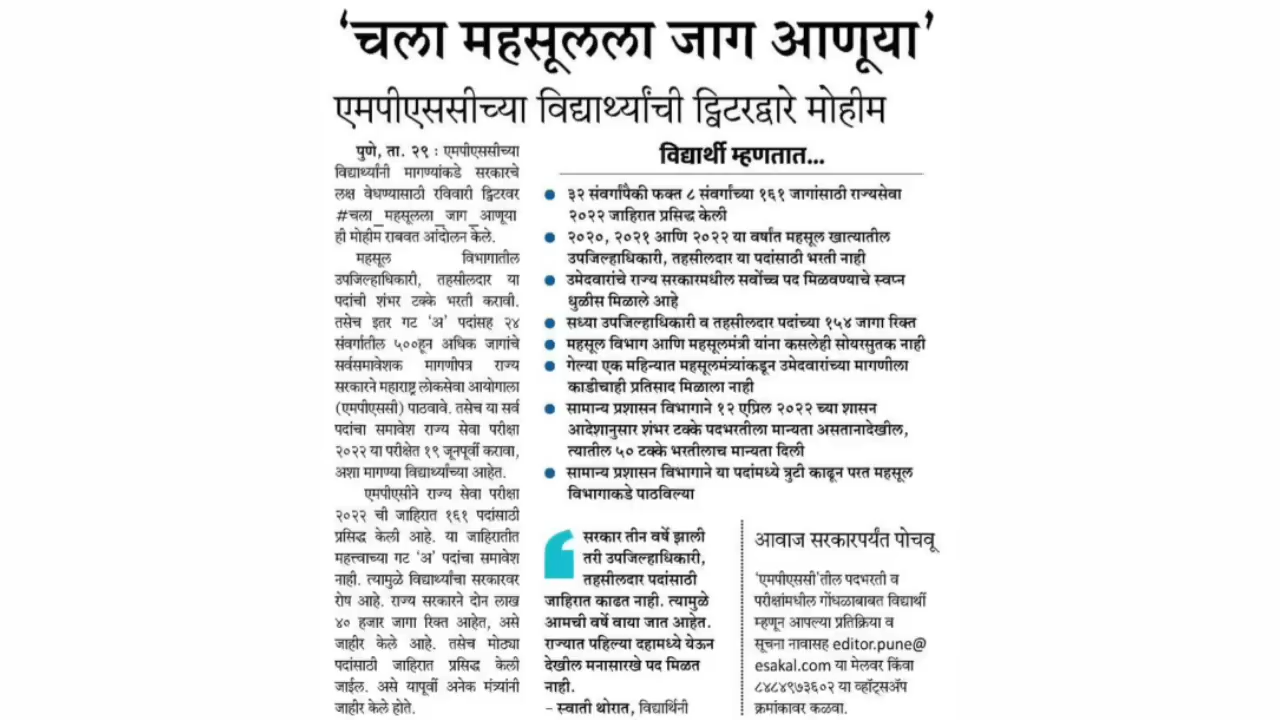 ‘चला महसूलला जाग आणूया’
एमपीएससीच्या विद्यार्थ्यांची ट्विटरद्वारे मोहीम
पुणे, ता. २९ : एमपीएससीच्या
विद्यार्थ्यांनी मागण्यांकडे सरकारचे
लक्ष वेधण्यासाठी रविवारी ट्विटरवर
#चला_महसूलला_जाग_आणूया
ही मोहीम राबवत आंदोलन केले.
महसूल विभागातील
उपजिल्हाधिकारी, तहसीलदार या
पदांची शंभर टक्के भरती करावी.
तसेच इतर गट ‘अ’ पदांसह २४
संवर्गातील ५००हून अधिक जागांचे
सर्वसमावेशक मागणीपत्र राज्य
सरकारने महाराष्ट्र लोकसेवा आयोगाला
(एमपीएससी) पाठवावे. तसेच या सर्व
पदांचा समावेश राज्य सेवा परीक्षा
२०२२ या परीक्षेत १९ जूनपूर्वी करावा,
अशा मागण्या विद्यार्थ्यांच्या आहेत.
एमपीएसीने राज्य सेवा परीक्षा
२०२२ ची जाहिरात १६१ पदांसाठी
प्रसिद्ध केली आहे. या जाहिरातीत
महत्त्वाच्या गट ‘अ’ पदांचा समावेश
नाही. त्यामुळे विद्यार्थ्यांचा सरकारवर
रोष आहे. राज्य सरकारने दोन लाख
४० हजार जागा रिक्त आहेत, असे
जाहीर केले आहे. तसेच मोठ्या
पदांसाठी जाहिरात प्रसिद्ध केली
जाईल. असे यापूर्वी अनेक मंत्र्यांनी
जाहीर केले होते.
विद्यार्थी म्हणतात...
• ३२ संवर्गांपैकी फक्त ८ संवर्गांच्या १६१ जागांसाठी राज्यसेवा
२०२२ जाहिरात प्रसिद्ध केली
• २०२०, २०२१ आणि २०२२ या वर्षात महसूल खात्यातील
उपजिल्हाधिकारी, तहसीलदार या पदांसाठी भरती नाही
• उमेदवारांचे राज्य सरकारमधील सर्वोच्च पद मिळवण्याचे स्वप्न
धुळीस मिळाले आहे
• सध्या उपजिल्हाधिकारी व तहसीलदार पदांच्या १५४ जागा रिक्त
• महसूल विभाग आणि महसूलमंत्री यांना कसलेही सोयरसुतक नाही
• गेल्या एक महिन्यात महसूलमंत्र्यांकडून उमेदवारांच्या मागणीला
काडीचाही प्रतिसाद मिळाला नाही
• सामान्य प्रशासन विभागाने १२ एप्रिल २०२२ च्या शासन
आदेशानुसार शंभर टक्के पदभरतीला मान्यता असतानादेखील,
त्यातील ५० टक्के भरतीलाच मान्यता दिली
• सामान्य प्रशासन विभागाने या पदांमध्ये त्रुटी काढून परत महसूल
विभागाकडे पाठविल्या
सरकार तीन वर्षे झाली
तरी उपजिल्हाधिकारी,
तहसीलदार पदांसाठी
जाहिरात काढत नाही. त्यामुळे
आमची वर्षे वाया जात आहेत.
राज्यात पहिल्या दहामध्ये येऊन
देखील मनासारखे पद मिळत
नाही.
– स्वाती थोरात, विद्यार्थिनी
आवाज सरकारपर्यंत पोचवू
‘एमपीएससी’तील पदभरती व
परीक्षांमधील गोंधळाबाबत विद्यार्थी
म्हणून आपल्या प्रतिक्रिया व
सूचना नावासह editor.pune@
esakal.com या मेलवर किंवा
८४८४९७३६०२ या व्हॉट्सॲप
क्रमांकावर कळवा.